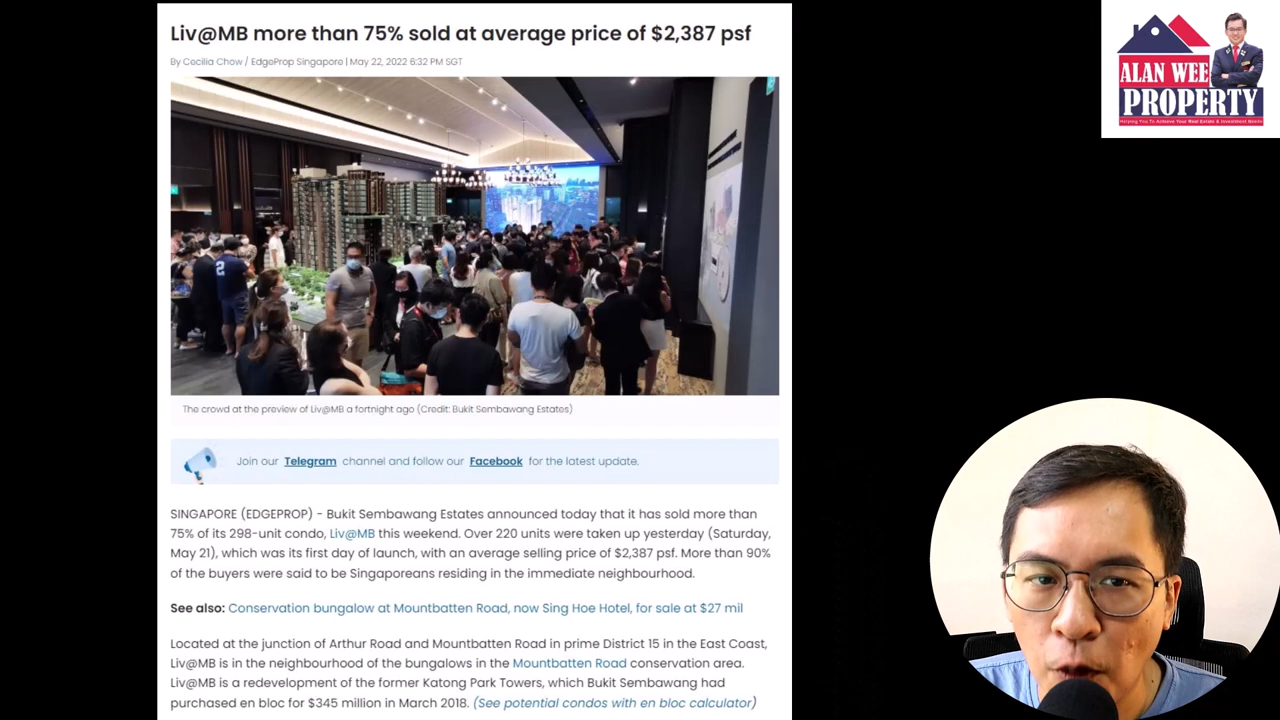 Liv@MB more than 75% sold at average price of $2,387 psf
By Cecilia Chow / EdgeProp Singapore | May 22, 2022 6:32 PM SGT
2
The crowd at the preview of Liv@MB a fortnight ago (Credit: Bukit Sembawang Estates)
Join our Telegram channel and follow our Facebook for the latest update.
SINGAPORE (EDGEPROP) - Bukit Sembawang Estates announced today that it has sold more than
75% of its 298-unit condo, Liv@MB this weekend. Over 220 units were taken up yesterday (Saturday,
May 21), which was its first day of launch, with an average selling price of $2,387 psf. More than 90%
of the buyers were said to be Singaporeans residing in the immediate neighbourhood.
See also: Conservation bungalow at Mountbatten Road, now Sing Hoe Hotel, for sale at $27 mil
Located at the junction of Arthur Road and Mountbatten Road in prime District 15 in the East Coast,
Liv@MB is in the neighbourhood of the bungalows in the Mountbatten Road conservation area.
Liv@MB is a redevelopment of the former Katong Park Towers, which Bukit Sembawang had
purchased en bloc for $345 million in March 2018. (See potential condos with en bloc calculator)
ALAN WEE
PROPERTY
Helping You To Achieve Your Real Estate & Investment Needs